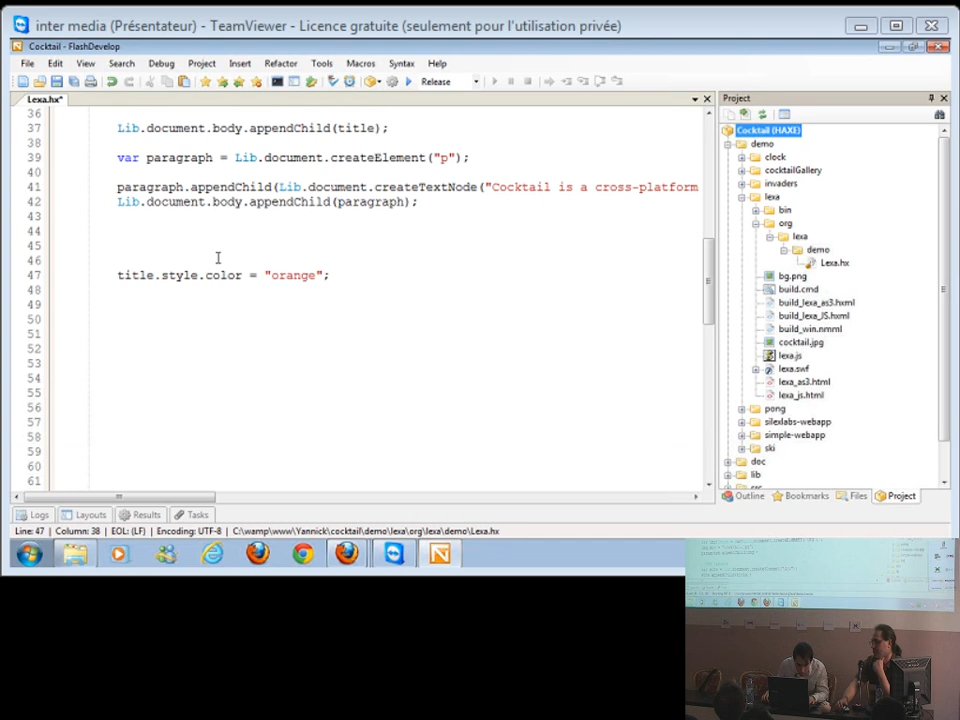 inter media (Présentateur) - TeamViewer - Licence gratuite (seulement pour l'utilisation privée)
Cocktail - FlashDevelop
File Edit View Search Debug Project Insert Refactor Tools Macros Syntax Help
Release
Lexa.hx*
36
37 Lib.document.body.appendChild(title);
38
39 var paragraph = Lib.document.createElement("p");
40
41 paragraph.appendChild(Lib.document.createTextNode("Cocktail is a cross-platform
42 Lib.document.body.appendChild(paragraph);
43
44
45
46
47 title.style.color = "orange";
48
49
50
51
52
53
54
55
56
57
58
59
60
61
Project
Cocktail (HAXE)
demo
clock
cocktailGallery
invaders
lexa
bin
org
lexa
demo
Lexa.hx
bg.png
build.cmd
build_lexa_as3.hxml
build_lexa_JS.hxml
build_win.nmml
cocktail.jpg
lexa.js
lexa.swf
lexa_as3.html
lexa_js.html
pong
silexlabs-webapp
simple-webapp
ski
doc
lib
Outline Bookmarks Files Project
Logs Layouts Results Tasks
Line: 47 | Column: 38 | EOL: (LF) | Encoding: UTF-8 | C:\wamp\www\Yannick\cocktail\demo\lexa\org\lexa\demo\Lexa.hx